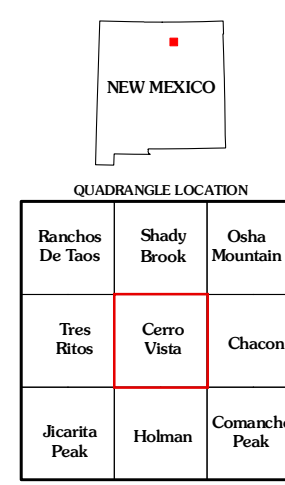 NEW MEXICO
QUADRANGLE LOCATION
Ranchos De Taos
Shady Brook
Osha Mountain
Tres Ritos
Cerro Vista
Chacon
Jicarita Peak
Holman
Comanche Peak